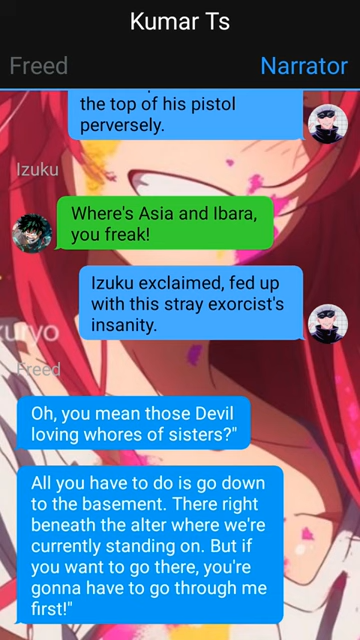 Kumar Ts
Freed
Narrator
the top of his pistol
perversely.
Izuku
Where's Asia and Ibara,
you freak!
Izuku exclaimed, fed up
with this stray exorcist's
insanity.
kuryo
Freed
Oh, you mean those Devil
loving whores of sisters?"
All you have to do is go down
to the basement. There right
beneath the alter where we're
currently standing on. But if
you want to go there, you're
gonna have to go through me
first!"